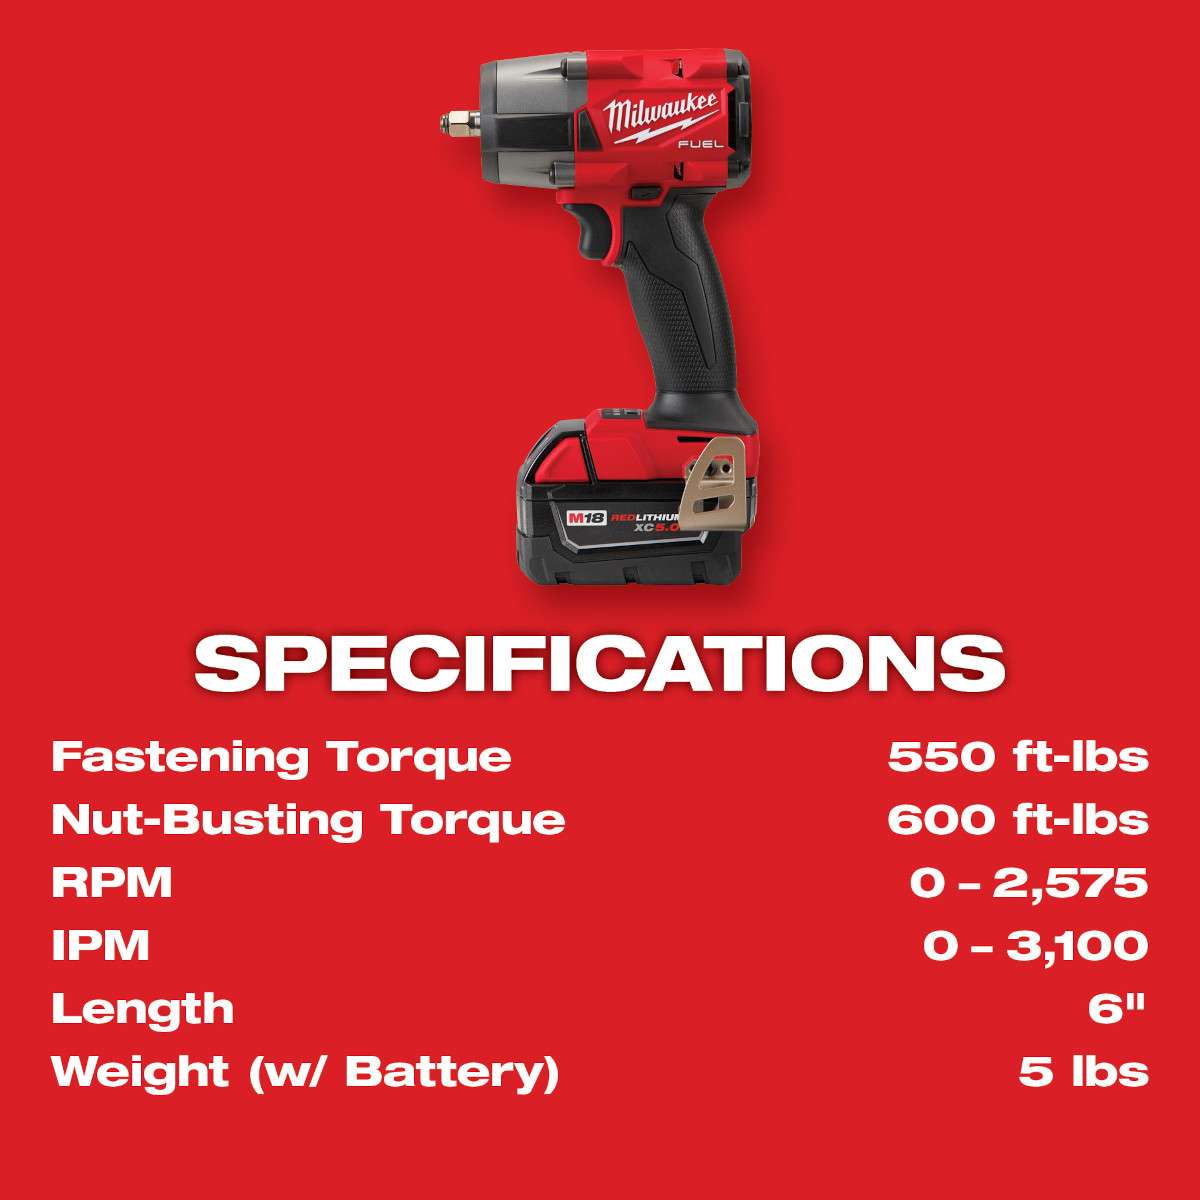 Milwaukee
FUEL
M18 REDLITHIUM
XC5.0
SPECIFICATIONS
Fastening Torque 550 ft-lbs
Nut-Busting Torque 600 ft-lbs
RPM 0 – 2,575
IPM 0 – 3,100
Length 6"
Weight (w/ Battery) 5 lbs